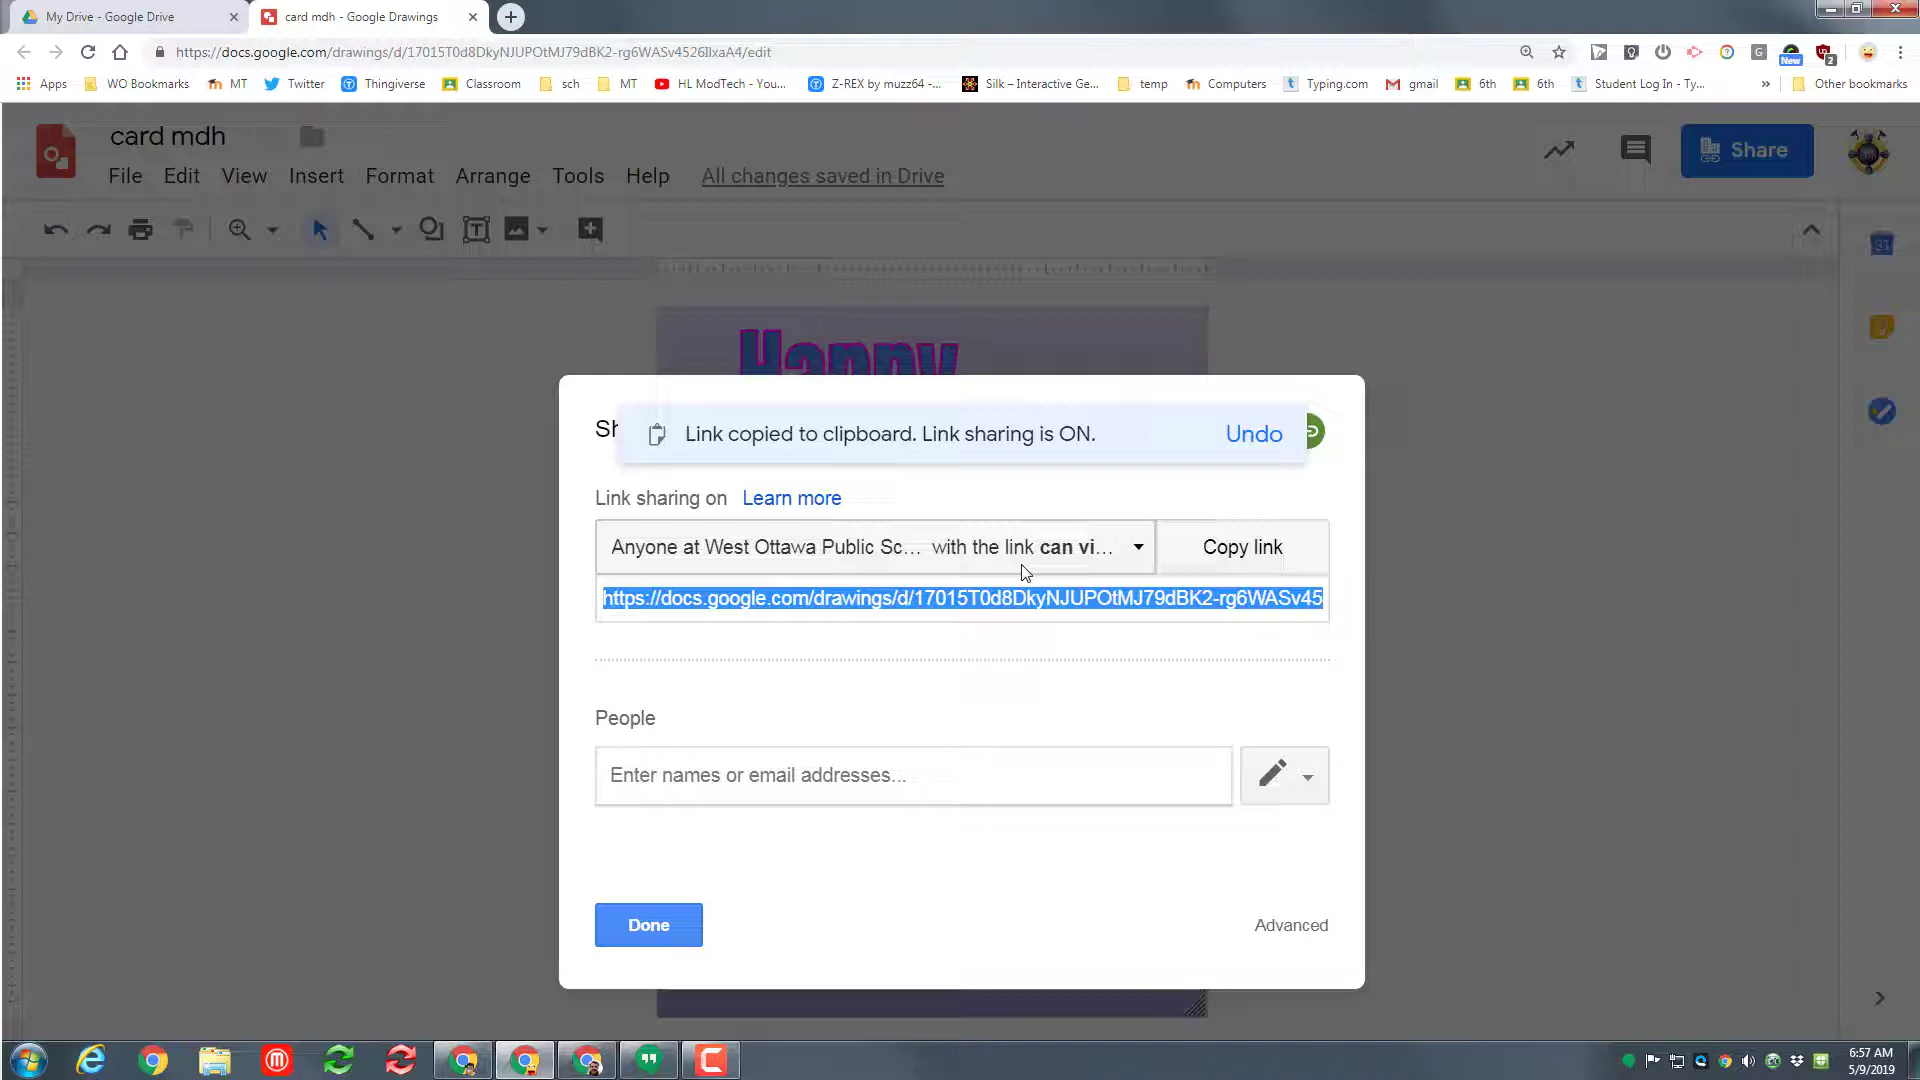 My Drive - Google Drive
card mdh - Google Drawings
https://docs.google.com/drawings/d/17015T0d8DkyNJUPOtMJ79dBK2-rg6WASv4526IlxaA4/edit
New
2
Apps
WO Bookmarks
MT
Twitter
Thingiverse
Classroom
sch
MT
HL ModTech - You...
Z-REX by muzz64 -...
Silk – Interactive Ge...
temp
Computers
Typing.com
gmail
6th
6th
Student Log In - Ty...
»
Other bookmarks
card mdh
Share
File Edit View Insert Format Arrange Tools Help All changes saved in Drive
31
Happy
Sh
Link copied to clipboard. Link sharing is ON. Undo
Link sharing on Learn more
Anyone at West Ottawa Public Sc... with the link can vi...
Copy link
https://docs.google.com/drawings/d/17015T0d8DkyNJUPOtMJ79dBK2-rg6WASv45
People
Enter names or email addresses...
Done
Advanced
6:57 AM
5/9/2019